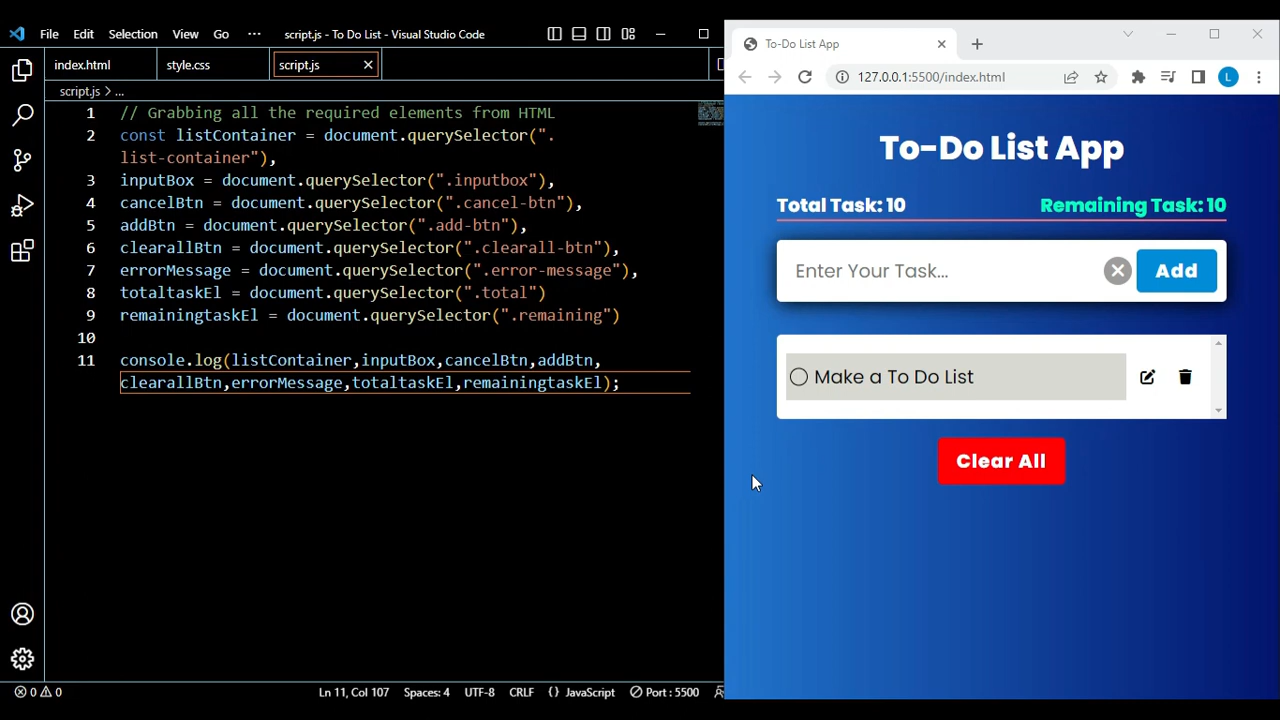 File Edit Selection View Go ··· script.js - To Do List - Visual Studio Code
index.html style.css script.js
script.js > ...
1 // Grabbing all the required elements from HTML
2 const listContainer = document.querySelector(".
list-container"),
3 inputBox = document.querySelector(".inputbox"),
4 cancelBtn = document.querySelector(".cancel-btn"),
5 addBtn = document.querySelector(".add-btn"),
6 clearallBtn = document.querySelector(".clearall-btn"),
7 errorMessage = document.querySelector(".error-message"),
8 totaltaskEl = document.querySelector(".total")
9 remainingtaskEl = document.querySelector(".remaining")
10
11 console.log(listContainer,inputBox,cancelBtn,addBtn,
clearallBtn,errorMessage,totaltaskEl,remainingtaskEl);
0 0 Ln 11, Col 107 Spaces: 4 UTF-8 CRLF {} JavaScript Port : 5500
To-Do List App
127.0.0.1:5500/index.html L
To-Do List App
Total Task: 10 Remaining Task: 10
Enter Your Task... Add
Make a To Do List
Clear All